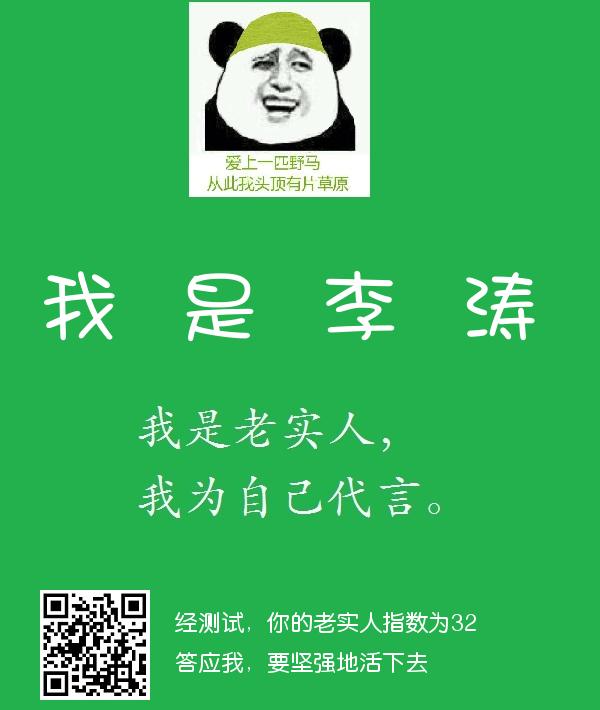 爱上一匹野马
从此我头顶有片草原
我是李涛
我是老实人，
我为自己代言。
经测试，你的老实人指数为32
答应我，要坚强地活下去